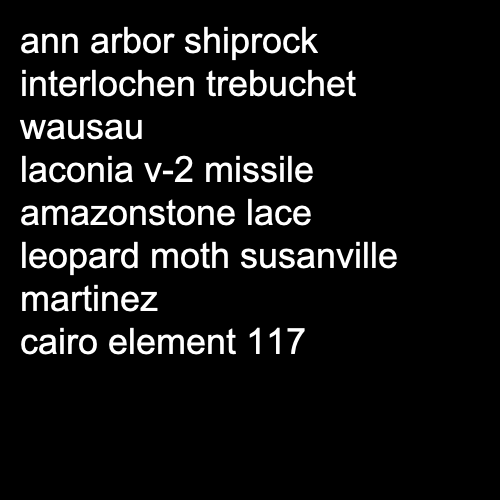 ann arbor shiprock
interlochen trebuchet
wausau
laconia v-2 missile
amazonstone lace
leopard moth susanville
martinez
cairo element 117